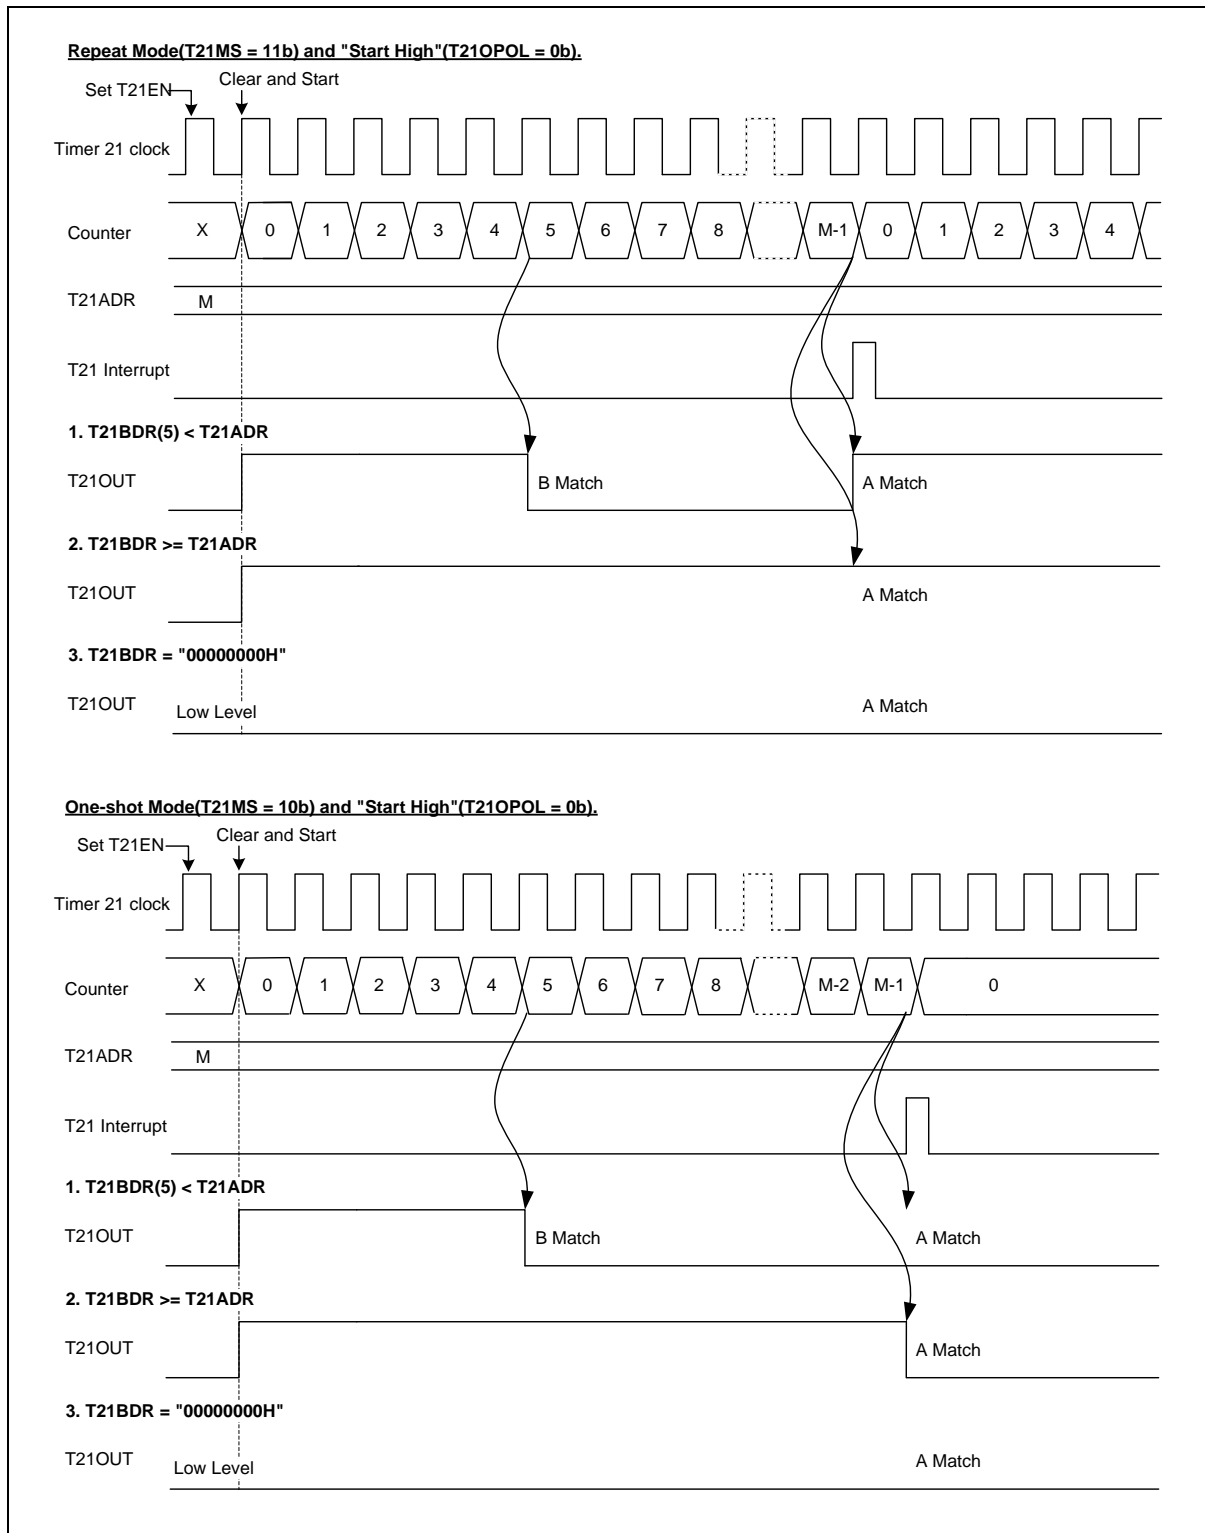 Repeat Mode(T21MS = 11b) and "Start High"(T21OPOL = 0b).
Set T21EN
Clear and Start
Timer 21 clock
Counter X 0 1 2 3 4 5 6 7 8 M-1 0 1 2 3 4
T21ADR M
T21 Interrupt
1. T21BDR(5) < T21ADR
T21OUT B Match A Match
2. T21BDR >= T21ADR
T21OUT A Match
3. T21BDR = "00000000H"
T21OUT Low Level A Match
One-shot Mode(T21MS = 10b) and "Start High"(T21OPOL = 0b).
Set T21EN
Clear and Start
Timer 21 clock
Counter X 0 1 2 3 4 5 6 7 8 M-2 M-1 0
T21ADR M
T21 Interrupt
1. T21BDR(5) < T21ADR
T21OUT B Match A Match
2. T21BDR >= T21ADR
T21OUT A Match
3. T21BDR = "00000000H"
T21OUT Low Level A Match